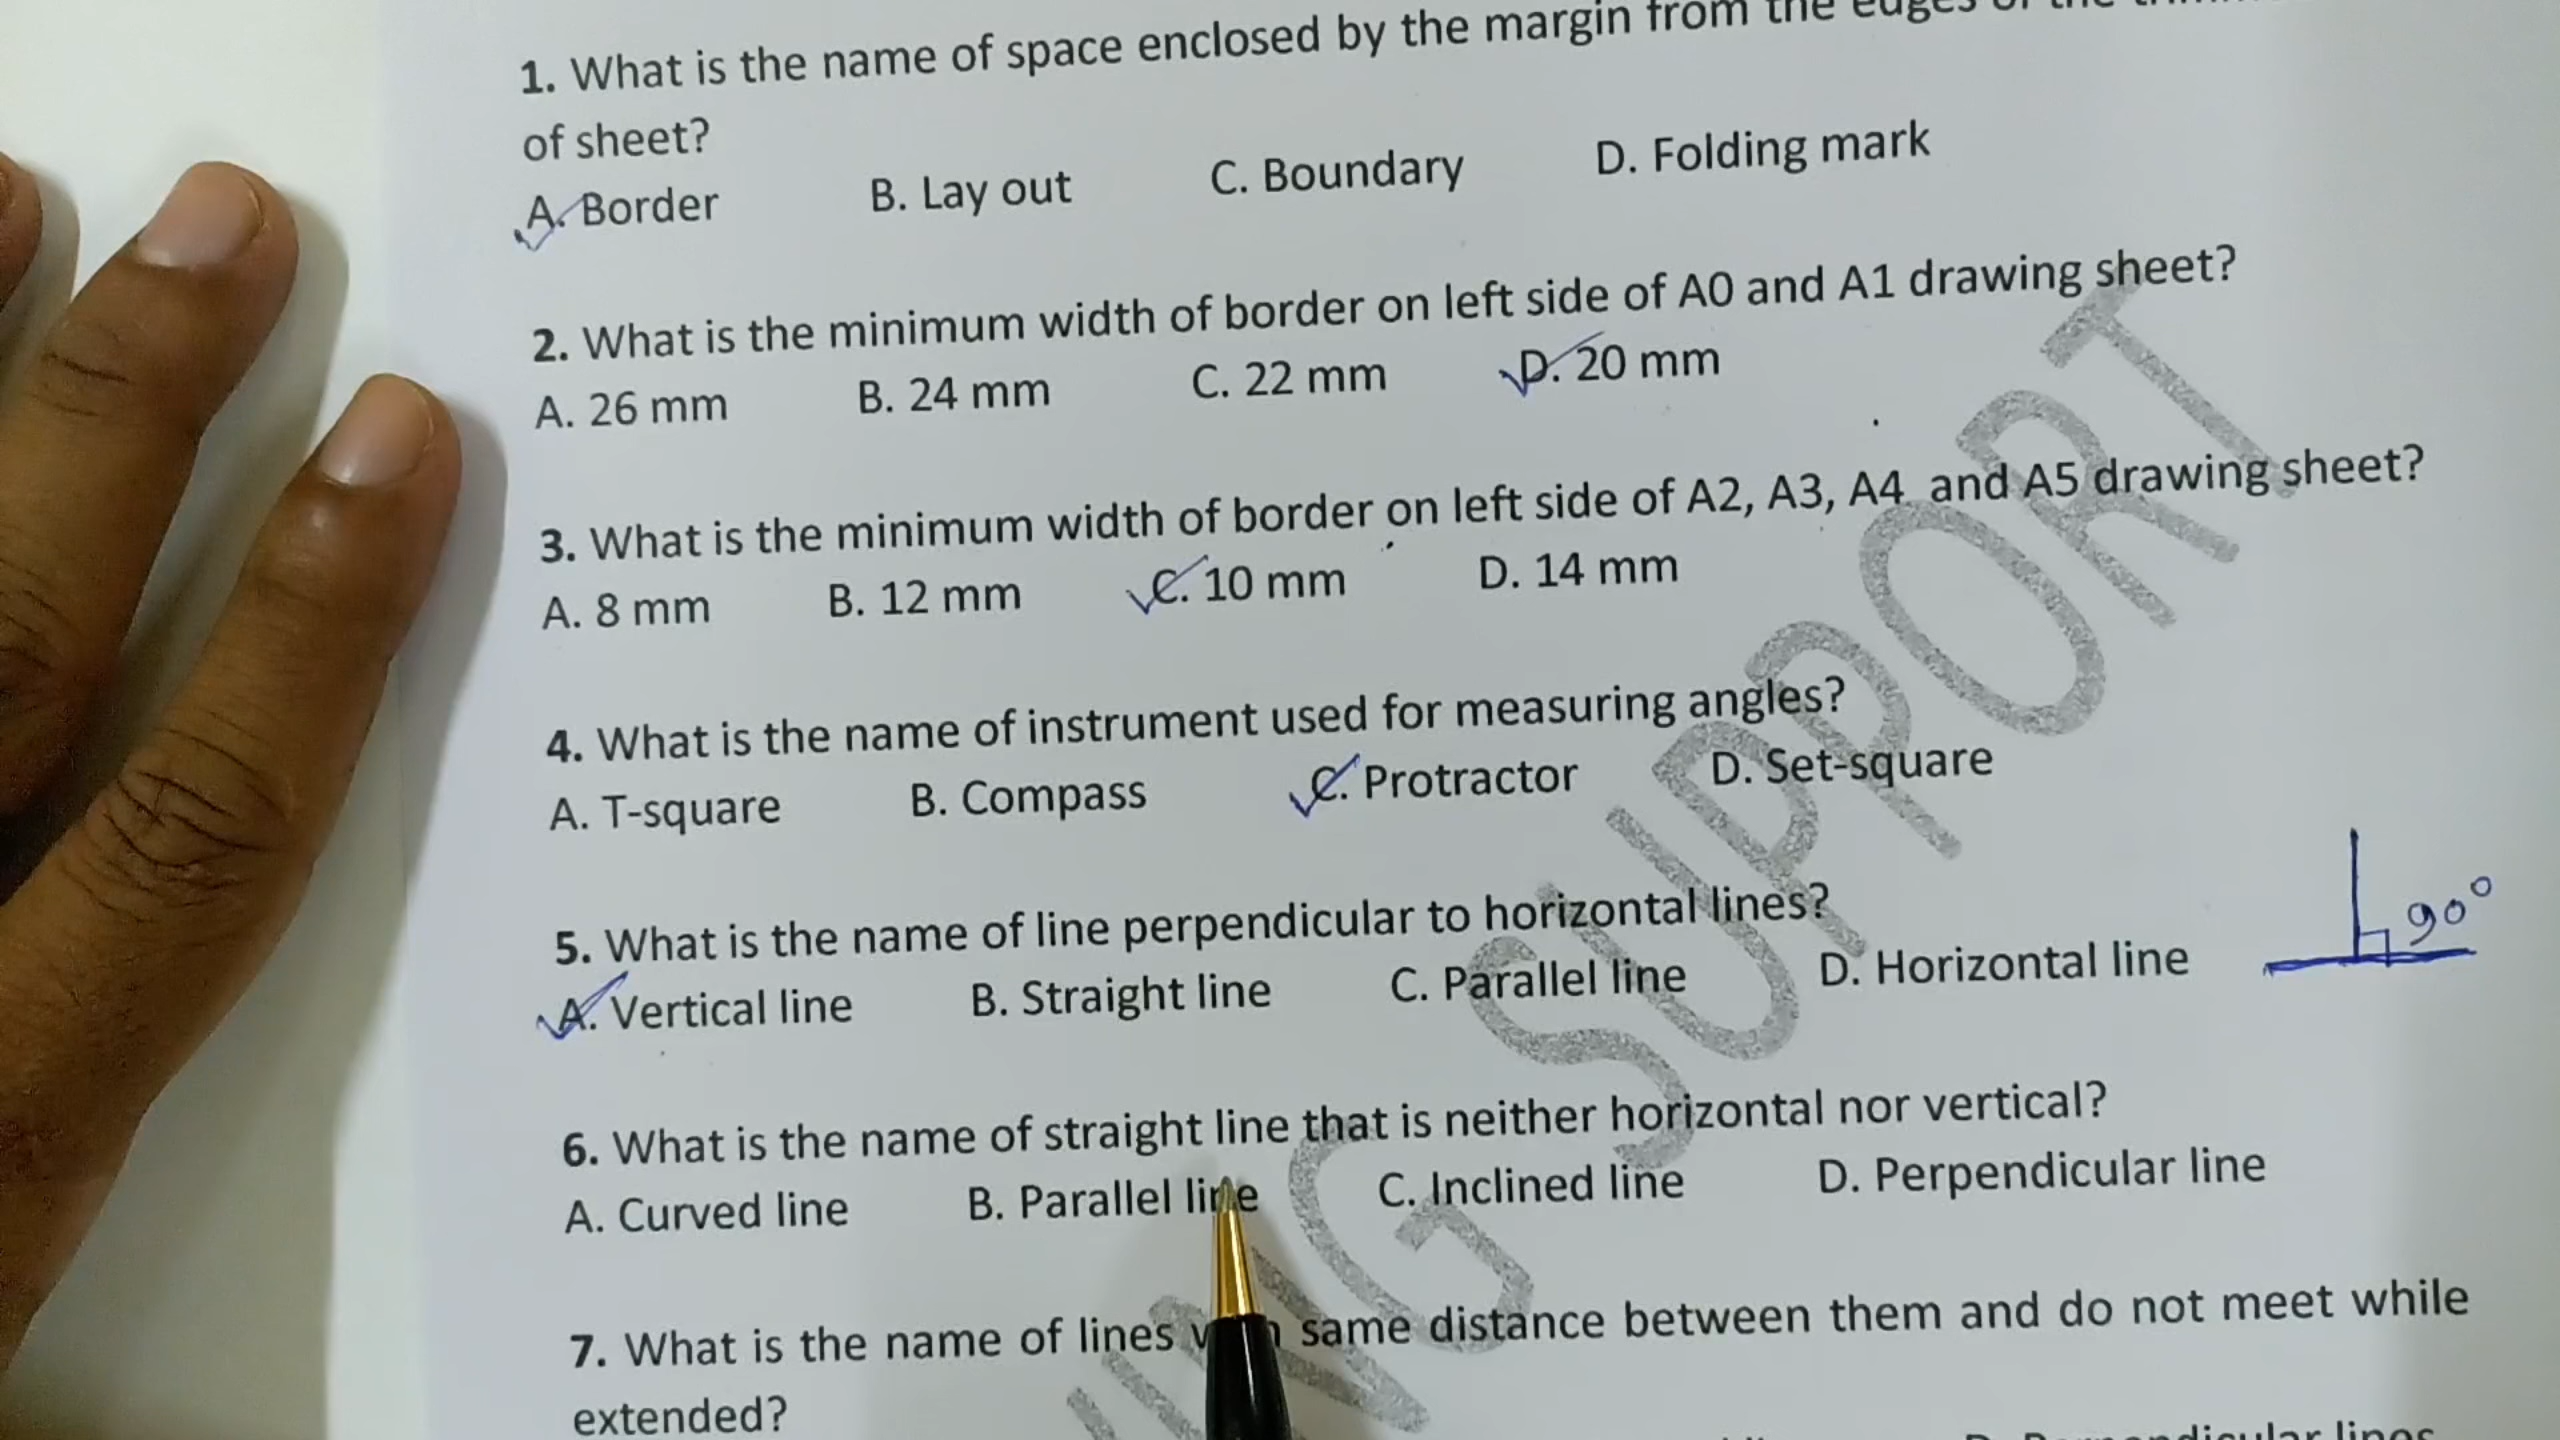 1. What is the name of space enclosed by the margin from the edges of the
of sheet?
A. Border B. Lay out C. Boundary D. Folding mark
2. What is the minimum width of border on left side of A0 and A1 drawing sheet?
A. 26 mm B. 24 mm C. 22 mm D. 20 mm
3. What is the minimum width of border on left side of A2, A3, A4 and A5 drawing sheet?
A. 8 mm B. 12 mm C. 10 mm D. 14 mm
4. What is the name of instrument used for measuring angles?
A. T-square B. Compass C. Protractor D. Set-square
5. What is the name of line perpendicular to horizontal lines?
A. Vertical line B. Straight line C. Parallel line D. Horizontal line
90°
6. What is the name of straight line that is neither horizontal nor vertical?
A. Curved line B. Parallel line C. Inclined line D. Perpendicular line
7. What is the name of lines same distance between them and do not meet while
extended?
lines
SUPPORT